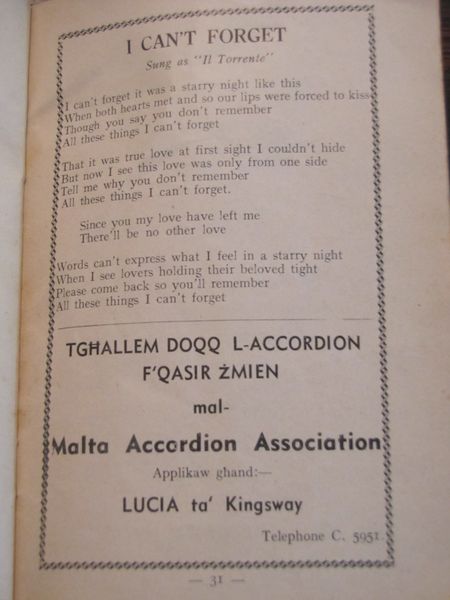 I CAN'T FORGET
Sung as "Il Torrente"
I can't forget it was a starry night like this
When both hearts met and so our lips were forced to kiss
Though you say you don't remember
All these things I can't forget
That it was true love at first sight I couldn't hide
But now I see this love was only from one side
Tell me why you don't remember
All these things I can't forget.
Since you my love have left me
There'll be no other love
Words can't express what I feel in a starry night
When I see lovers holding their beloved tight
Please come back so you'll remember
All these things I can't forget
TGĦALLEM DOQQ L-ACCORDION
F'QASIR ŻMIEN
mal-
Malta Accordion Association
Applikaw ghand:—
LUCIA ta' Kingsway
Telephone C. 5951
— 31 —